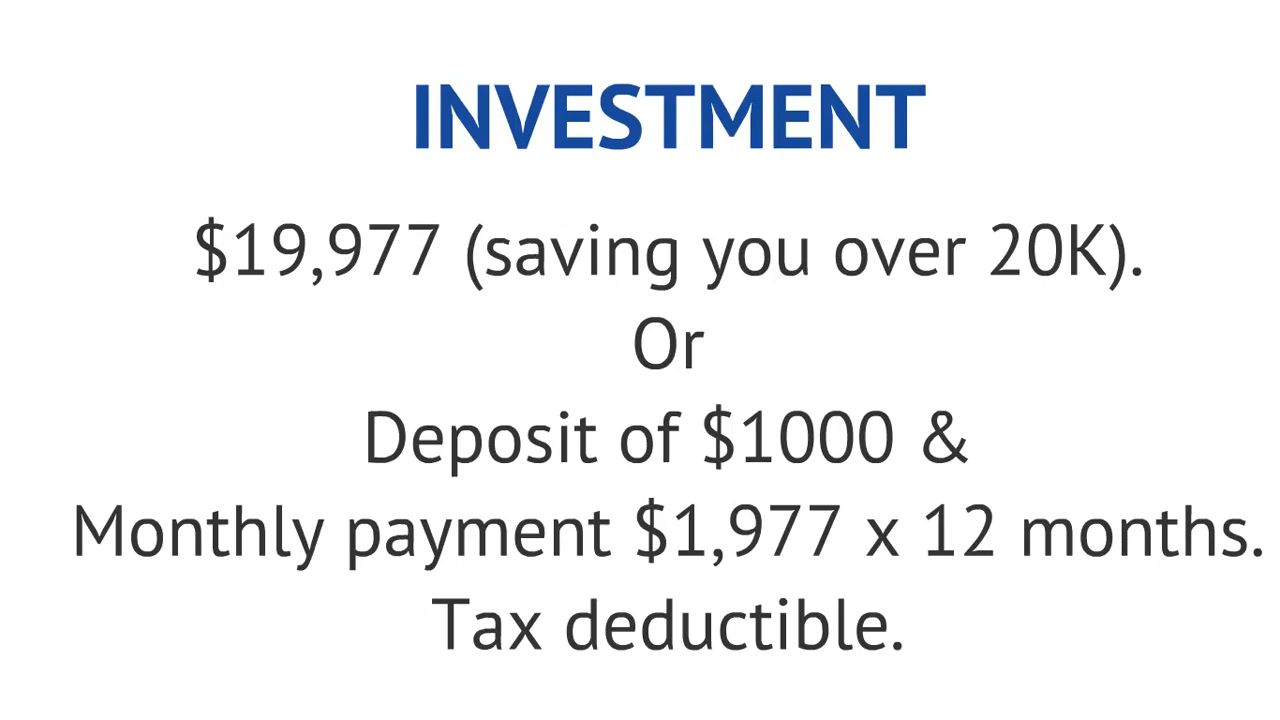 INVESTMENT
$19,977 (saving you over 20K).
Or
Deposit of $1000 &
Monthly payment $1,977 x 12 months.
Tax deductible.